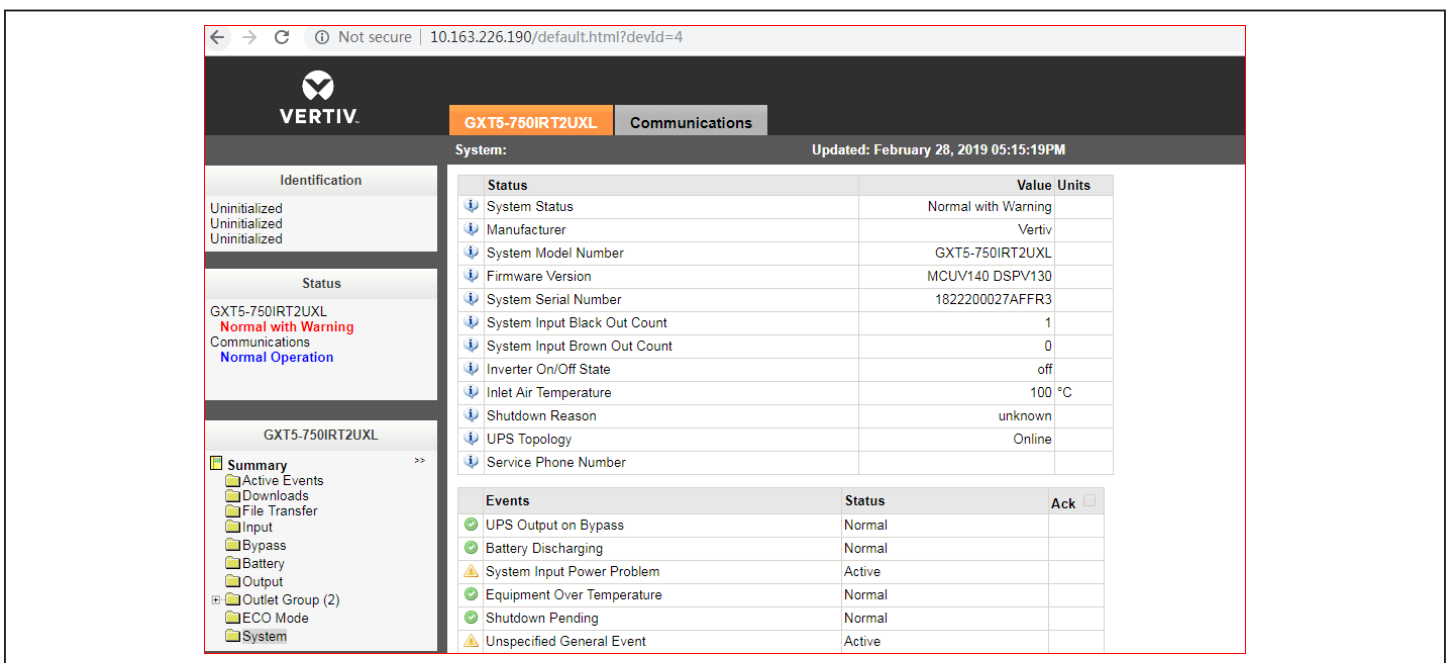 Not secure | 10.163.226.190/default.html?devId=4
VERTIV.
GXT5-750IRT2UXL Communications
System: Updated: February 28, 2019 05:15:19PM
Identification
Uninitialized
Uninitialized
Uninitialized
Status
GXT5-750IRT2UXL
Normal with Warning
Communications
Normal Operation
GXT5-750IRT2UXL
Summary >>
Active Events
Downloads
File Transfer
Input
Bypass
Battery
Output
Outlet Group (2)
ECO Mode
System
Status Value Units
System Status Normal with Warning
Manufacturer Vertiv
System Model Number GXT5-750IRT2UXL
Firmware Version MCUV140 DSPV130
System Serial Number 1822200027AFFR3
System Input Black Out Count 1
System Input Brown Out Count 0
Inverter On/Off State off
Inlet Air Temperature 100 °C
Shutdown Reason unknown
UPS Topology Online
Service Phone Number
Events Status Ack
UPS Output on Bypass Normal
Battery Discharging Normal
System Input Power Problem Active
Equipment Over Temperature Normal
Shutdown Pending Normal
Unspecified General Event Active